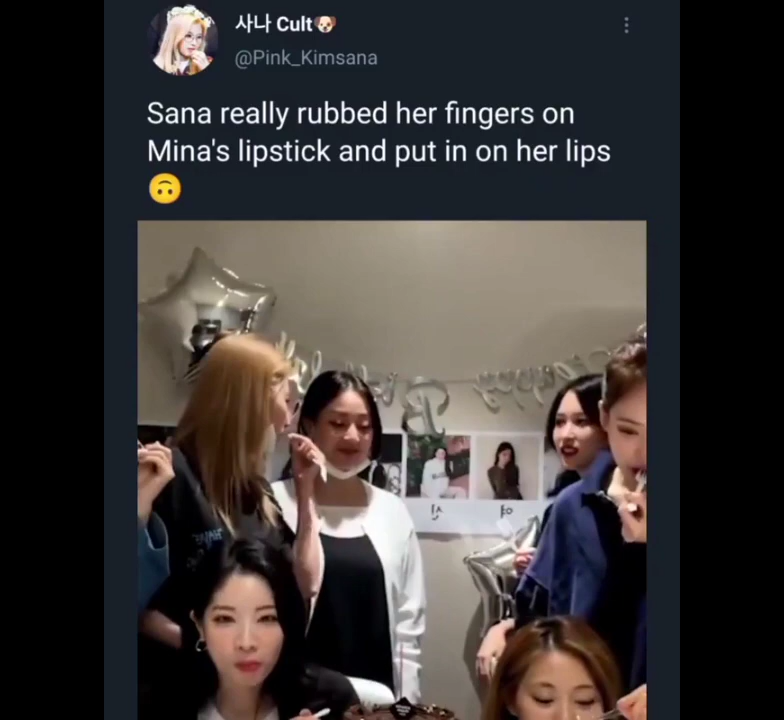 사나 Cult🐶
@Pink_Kimsana
Sana really rubbed her fingers on
Mina's lipstick and put in on her lips
🙃